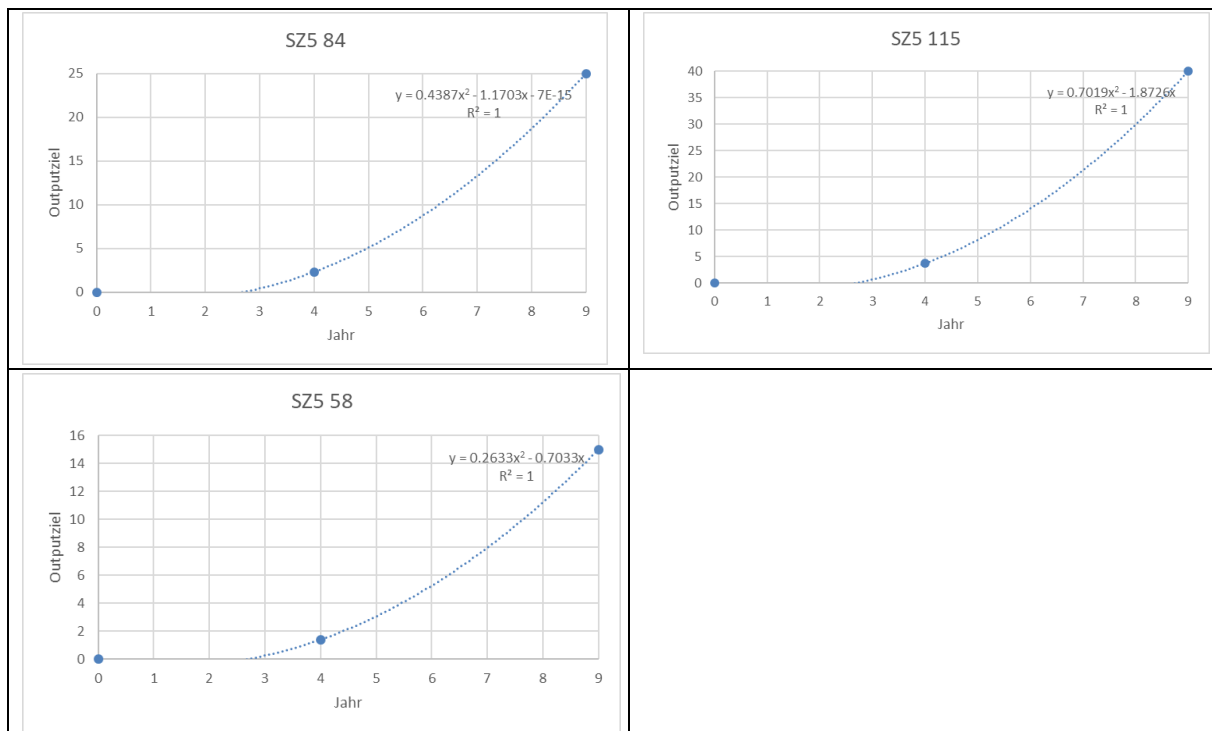 SZ5 84
25
y = 0.4387x² - 1.1703x - 7E-15
R² = 1
20
15
10
5
0
Outputziel
0 1 2 3 4 5 6 7 8 9
Jahr
SZ5 115
40
y = 0.7019x² - 1.8726x
R² = 1
35
30
25
20
15
10
5
0
Outputziel
0 1 2 3 4 5 6 7 8 9
Jahr
SZ5 58
16
y = 0.2633x² - 0.7033x
R² = 1
14
12
10
8
6
4
2
0
Outputziel
0 1 2 3 4 5 6 7 8 9
Jahr